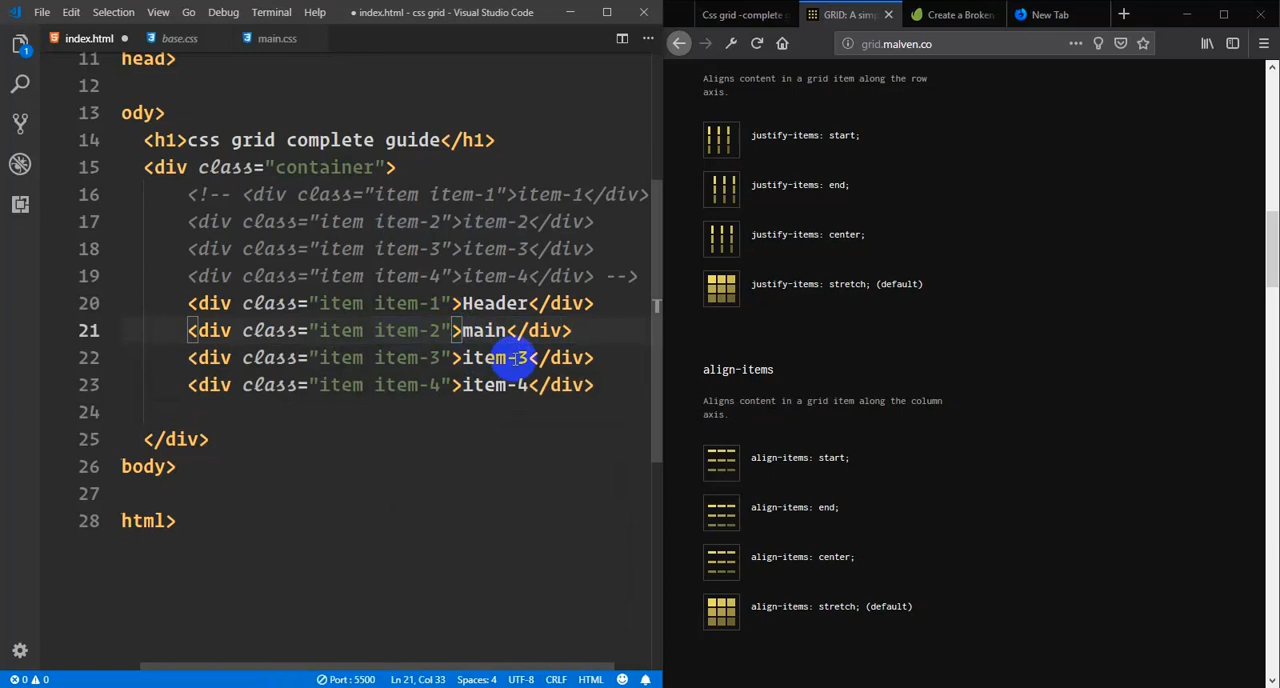 File Edit Selection View Go Debug Terminal Help ● index.html - css grid - Visual Studio Code
index.html ● base.css main.css
1
11 head>
12
13 ody>
14 <h1>css grid complete guide</h1>
15 <div class="container">
16 <!-- <div class="item item-1">item-1</div>
17 <div class="item item-2">item-2</div>
18 <div class="item item-3">item-3</div>
19 <div class="item item-4">item-4</div> -->
20 <div class="item item-1">Header</div>
21 <div class="item item-2">main</div>
22 <div class="item item-3">item-3</div>
23 <div class="item item-4">item-4</div>
24
25 </div>
26 body>
27
28 html>
0 0 Port : 5500 Ln 21, Col 33 Spaces: 4 UTF-8 CRLF HTML
Css grid -complete g GRID: A simp Create a Broken New Tab
grid.malven.co
Aligns content in a grid item along the row
axis.
justify-items: start;
justify-items: end;
justify-items: center;
justify-items: stretch; (default)
align-items
Aligns content in a grid item along the column
axis.
align-items: start;
align-items: end;
align-items: center;
align-items: stretch; (default)